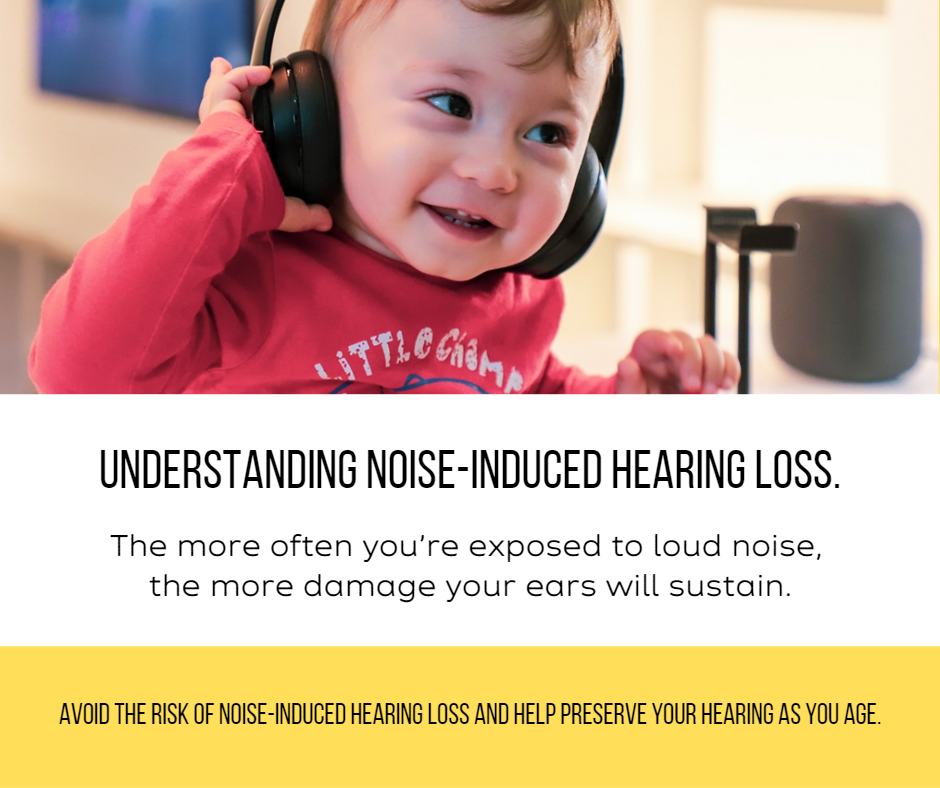 LITTLE CHAMP
UNDERSTANDING NOISE-INDUCED HEARING LOSS.
The more often you're exposed to loud noise,
the more damage your ears will sustain.
AVOID THE RISK OF NOISE-INDUCED HEARING LOSS AND HELP PRESERVE YOUR HEARING AS YOU AGE.